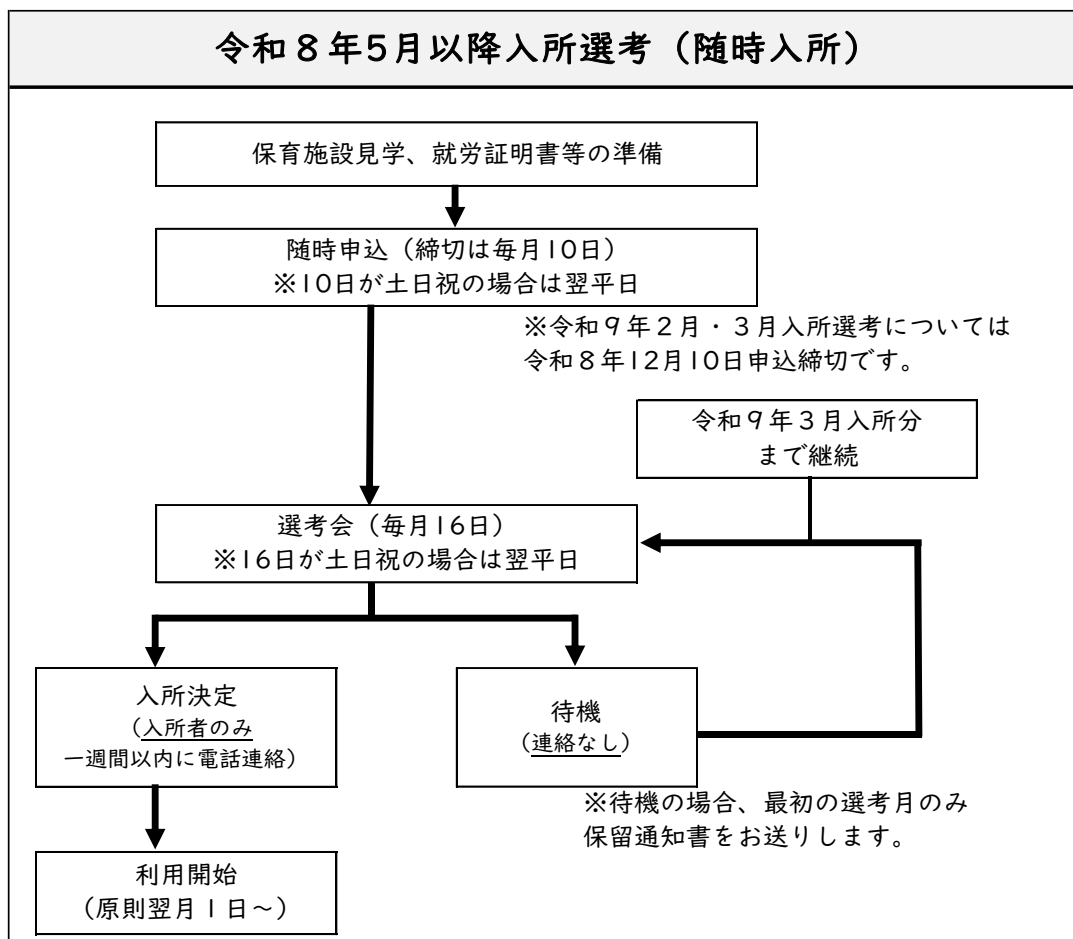 令和８年5月以降入所選考（随時入所）
保育施設見学、就労証明書等の準備
随時申込（締切は毎月10日）
※10日が土日祝の場合は翌平日
※令和９年２月・３月入所選考については
令和８年12月10日申込締切です。
令和９年３月入所分
まで継続
選考会（毎月16日）
※16日が土日祝の場合は翌平日
入所決定
（入所者のみ
一週間以内に電話連絡）
待機
（連絡なし）
※待機の場合、最初の選考月のみ
保留通知書をお送りします。
利用開始
（原則翌月１日～）